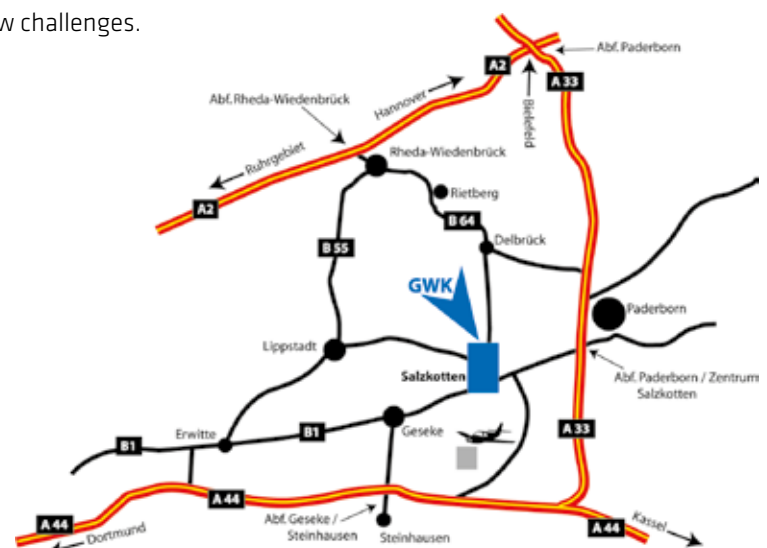 w challenges.
Abf. Paderborn
A2
A 33
Abf. Rheda-Wiedenbrück
Hannover
Bielefeld
Ruhrgebiet
Rheda-Wiedenbrück
Rietberg
A2
B 64
B 55
Delbrück
GWK
Paderborn
Lippstadt
Salzkotten
Abf. Paderborn / Zentrum
Salzkotten
Erwitte
B1
B1
Geseke
A 33
A 44
A 44
Dortmund
Abf. Geseke /
Steinhausen
Steinhausen
A 44
Kassel